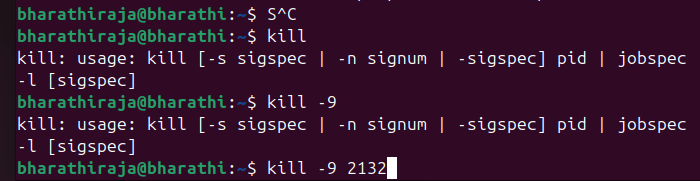 bharathiraja@bharathi:~$ S^C
bharathiraja@bharathi:~$ kill
kill: usage: kill [-s sigspec | -n signum | -sigspec] pid | jobspec
-l [sigspec]
bharathiraja@bharathi:~$ kill -9
kill: usage: kill [-s sigspec | -n signum | -sigspec] pid | jobspec
-l [sigspec]
bharathiraja@bharathi:~$ kill -9 2132